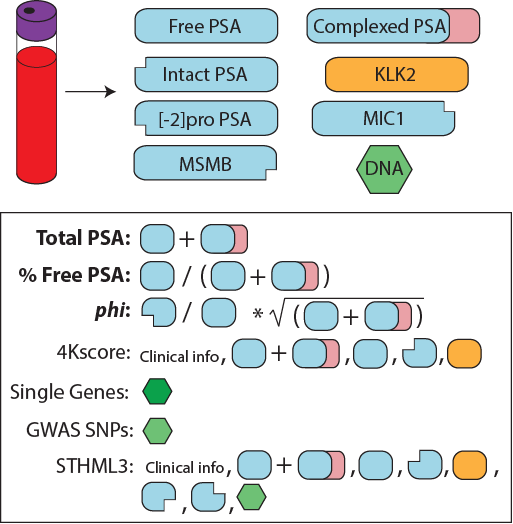 Free PSA
Complexed PSA
Intact PSA
KLK2
[-2]pro PSA
MIC1
MSMB
DNA
Total PSA: +
% Free PSA: / ( + )
phi: / * √ ( + )
4Kscore: Clinical info, + , , ,
Single Genes:
GWAS SNPs:
STHML3: Clinical info, + , , , ,
, ,